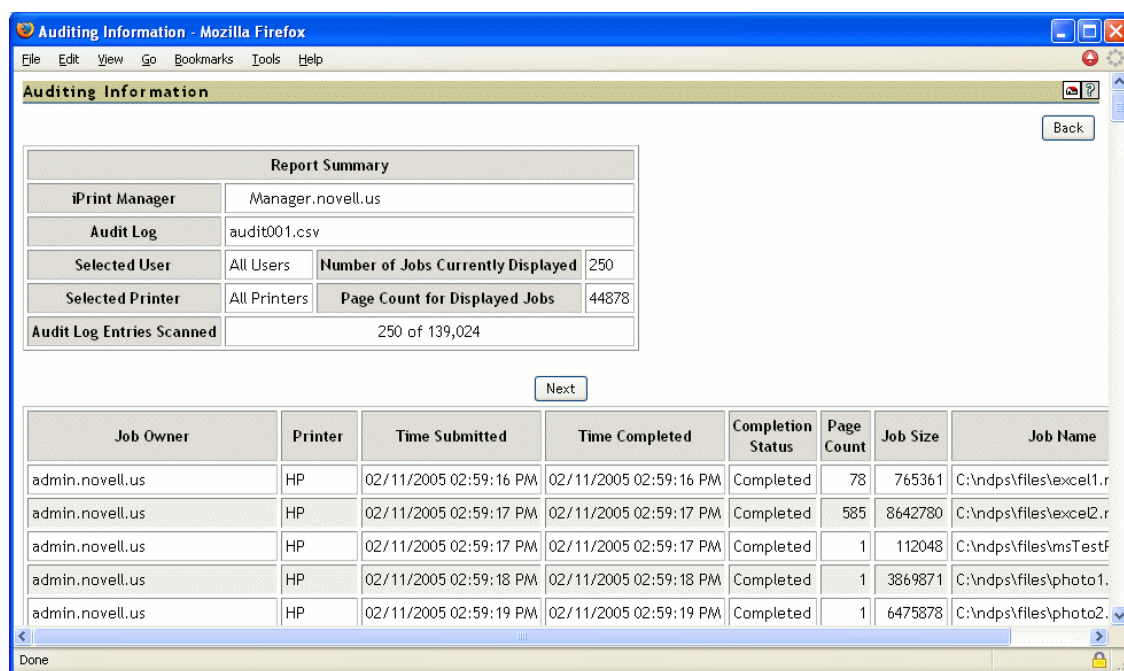 Auditing Information - Mozilla Firefox
File Edit View Go Bookmarks Tools Help
Auditing Information
Back
Report Summary
iPrint Manager Manager.novell.us
Audit Log audit001.csv
Selected User All Users Number of Jobs Currently Displayed 250
Selected Printer All Printers Page Count for Displayed Jobs 44878
Audit Log Entries Scanned 250 of 139,024
Next
Job Owner Printer Time Submitted Time Completed Completion Status Page Count Job Size Job Name
admin.novell.us HP 02/11/2005 02:59:16 PM 02/11/2005 02:59:16 PM Completed 78 765361 C:\ndps\files\excel1.r
admin.novell.us HP 02/11/2005 02:59:17 PM 02/11/2005 02:59:17 PM Completed 585 8642780 C:\ndps\files\excel2.r
admin.novell.us HP 02/11/2005 02:59:17 PM 02/11/2005 02:59:17 PM Completed 1 112048 C:\ndps\files\msTestF
admin.novell.us HP 02/11/2005 02:59:18 PM 02/11/2005 02:59:18 PM Completed 1 3869871 C:\ndps\files\photo1.
admin.novell.us HP 02/11/2005 02:59:19 PM 02/11/2005 02:59:19 PM Completed 1 6475878 C:\ndps\files\photo2.
Done